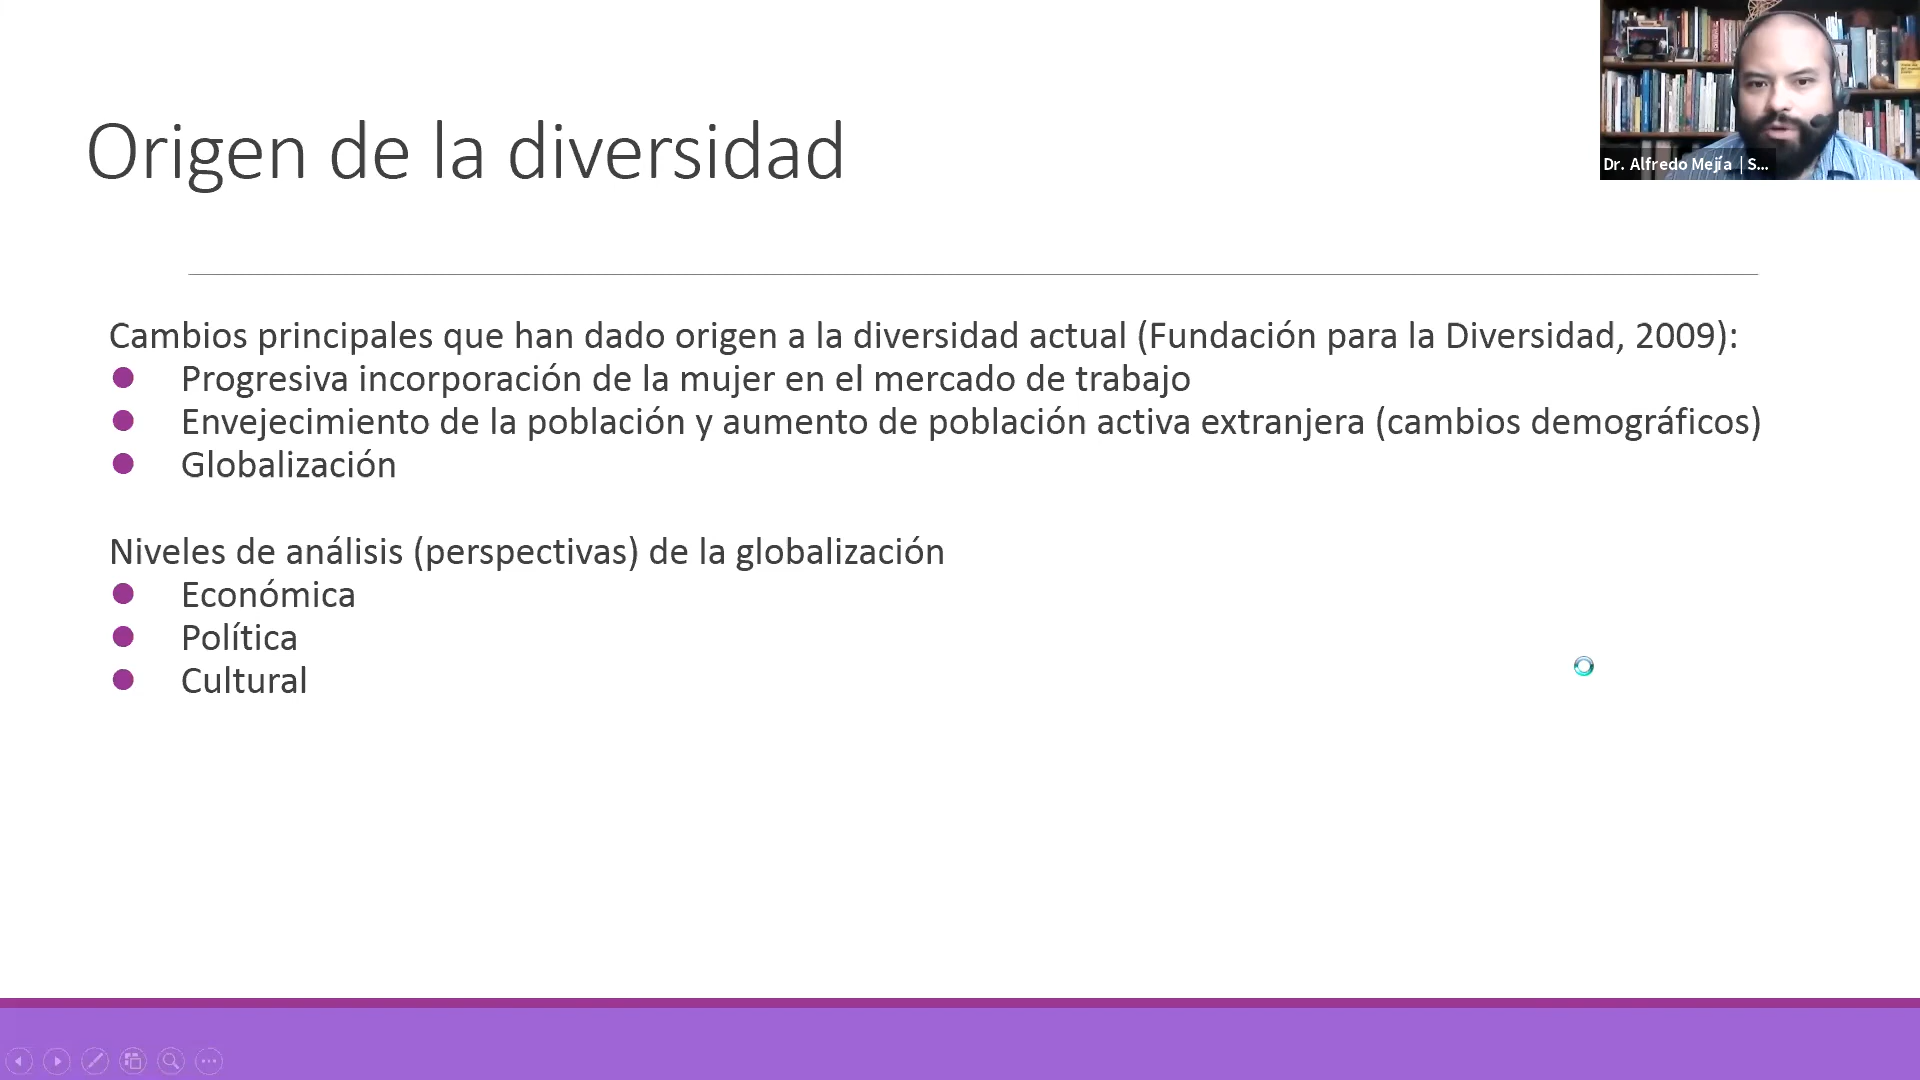 Origen de la diversidad
Dr. Alfredo Mejía | S...
Cambios principales que han dado origen a la diversidad actual (Fundación para la Diversidad, 2009):
Progresiva incorporación de la mujer en el mercado de trabajo
Envejecimiento de la población y aumento de población activa extranjera (cambios demográficos)
Globalización
Niveles de análisis (perspectivas) de la globalización
Económica
Política
Cultural